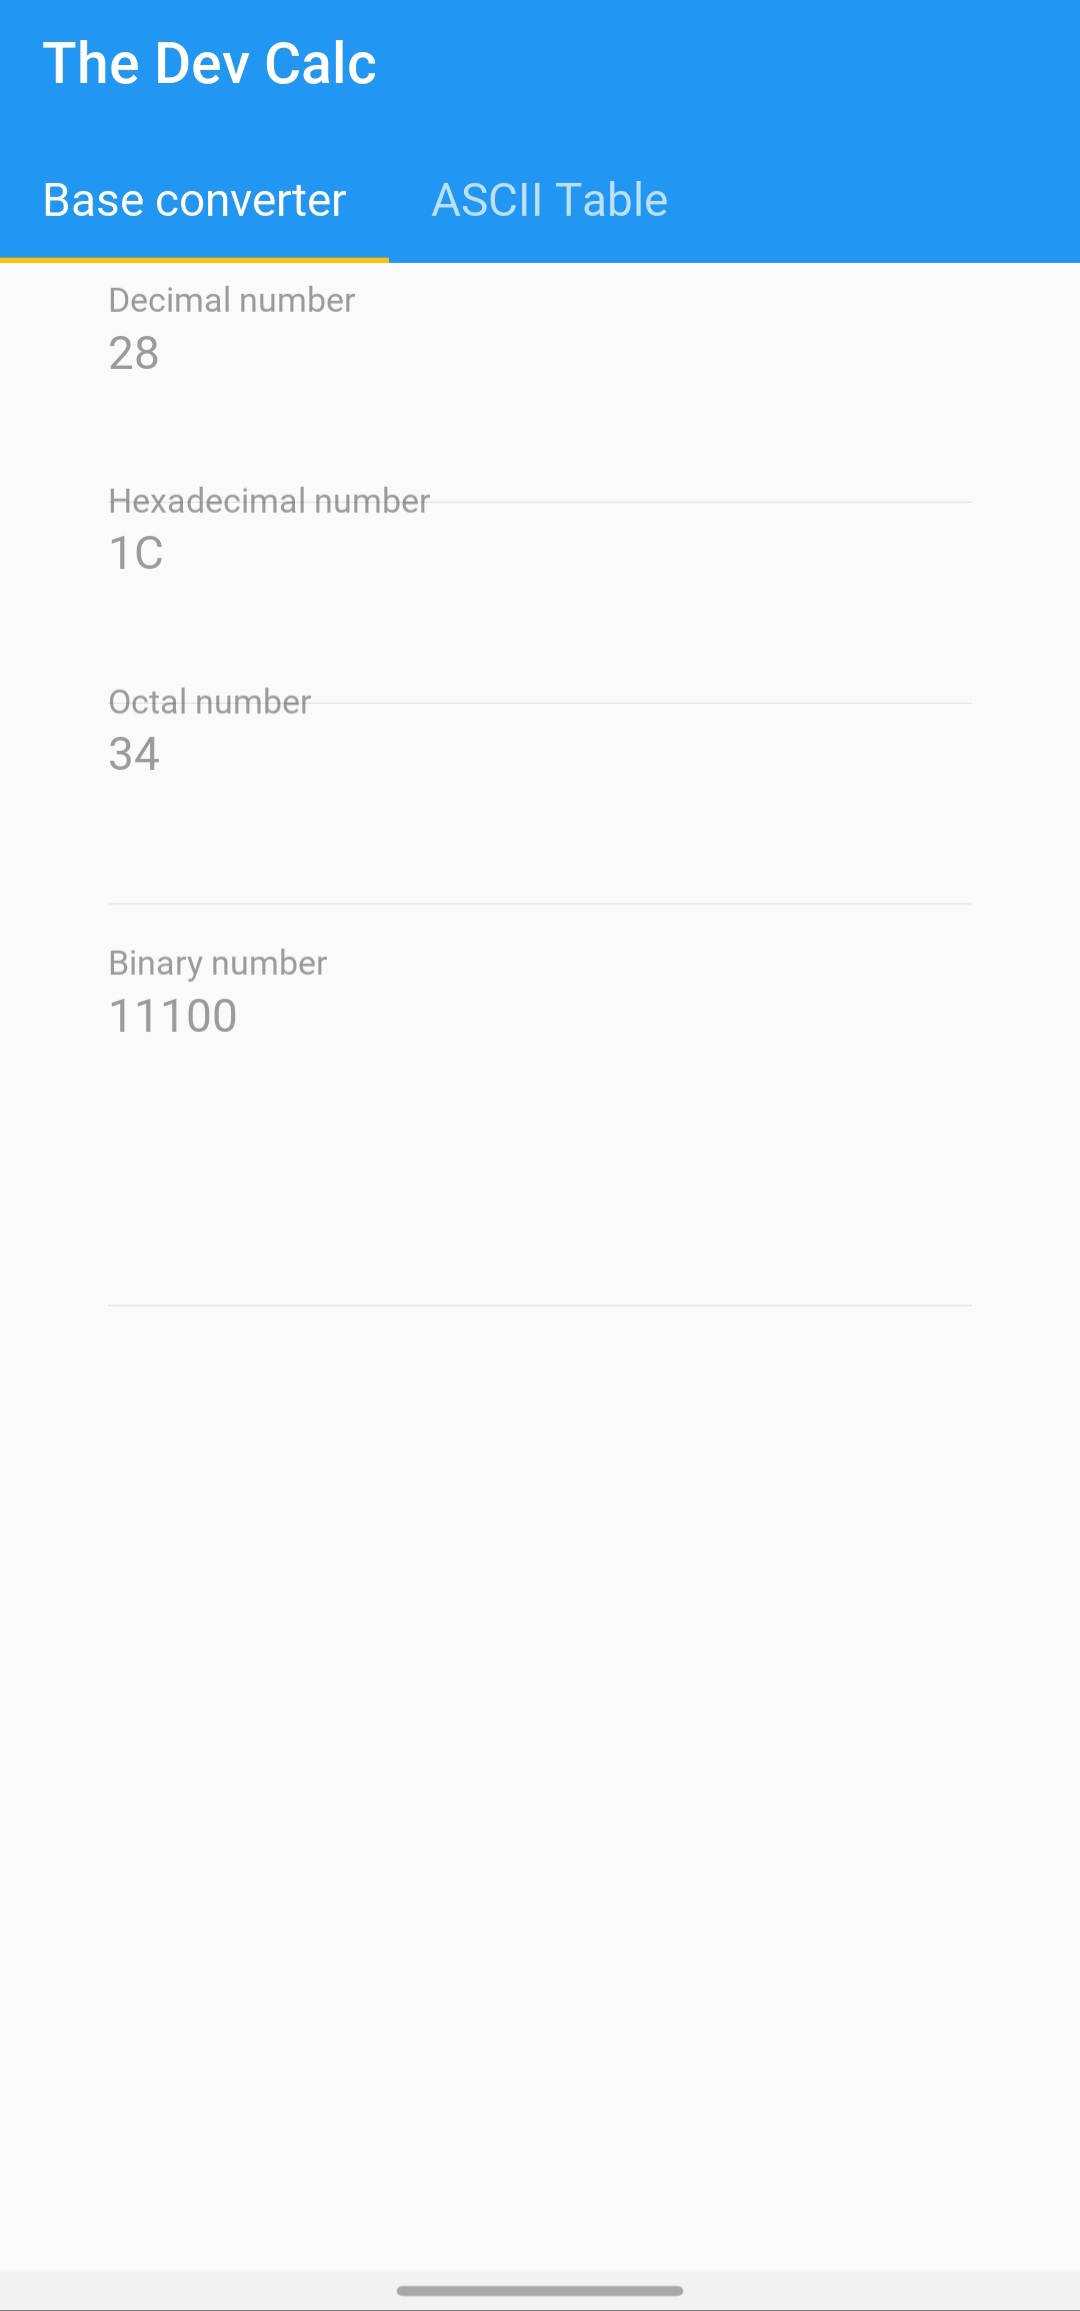 The Dev Calc
Base converter ASCII Table
Decimal number
28
Hexadecimal number
1C
Octal number
34
Binary number
11100